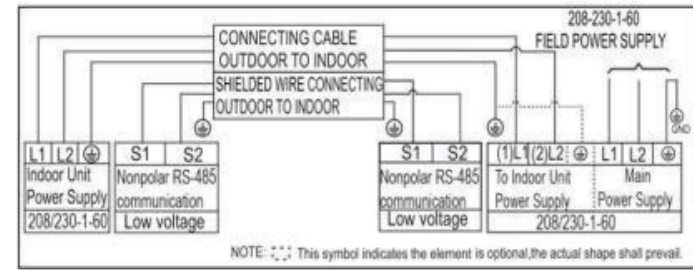 208-230-1-60
FIELD POWER SUPPLY
CONNECTING CABLE
OUTDOOR TO INDOOR
SHIELDED WIRE CONNECTING
OUTDOOR TO INDOOR
GND
L1 L2
Indoor Unit
Power Supply
208/230-1-60
S1 S2
Nonpolar RS-485
communication
Low voltage
S1 S2
Nonpolar RS-485
communication
Low voltage
(1)L1 (2)L2
To Indoor Unit
Power Supply
L1 L2
Main
Power Supply
208/230-1-60
NOTE: This symbol indicates the element is optional,the actual shape shall prevail.